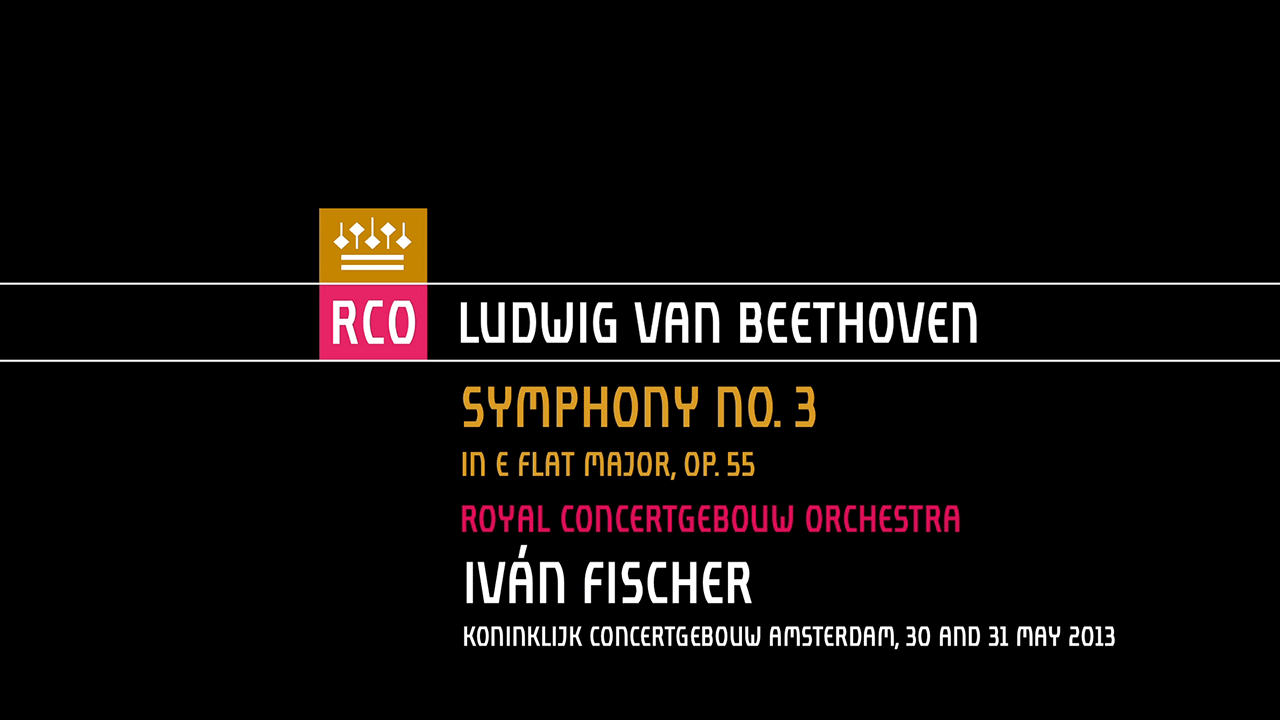 RCO LUDWIG VAN BEETHOVEN
SYMPHONY NO. 3
IN E FLAT MAJOR, OP. 55
ROYAL CONCERTGEBOUW ORCHESTRA
IVÁN FISCHER
KONINKLIJK CONCERTGEBOUW AMSTERDAM, 30 AND 31 MAY 2013